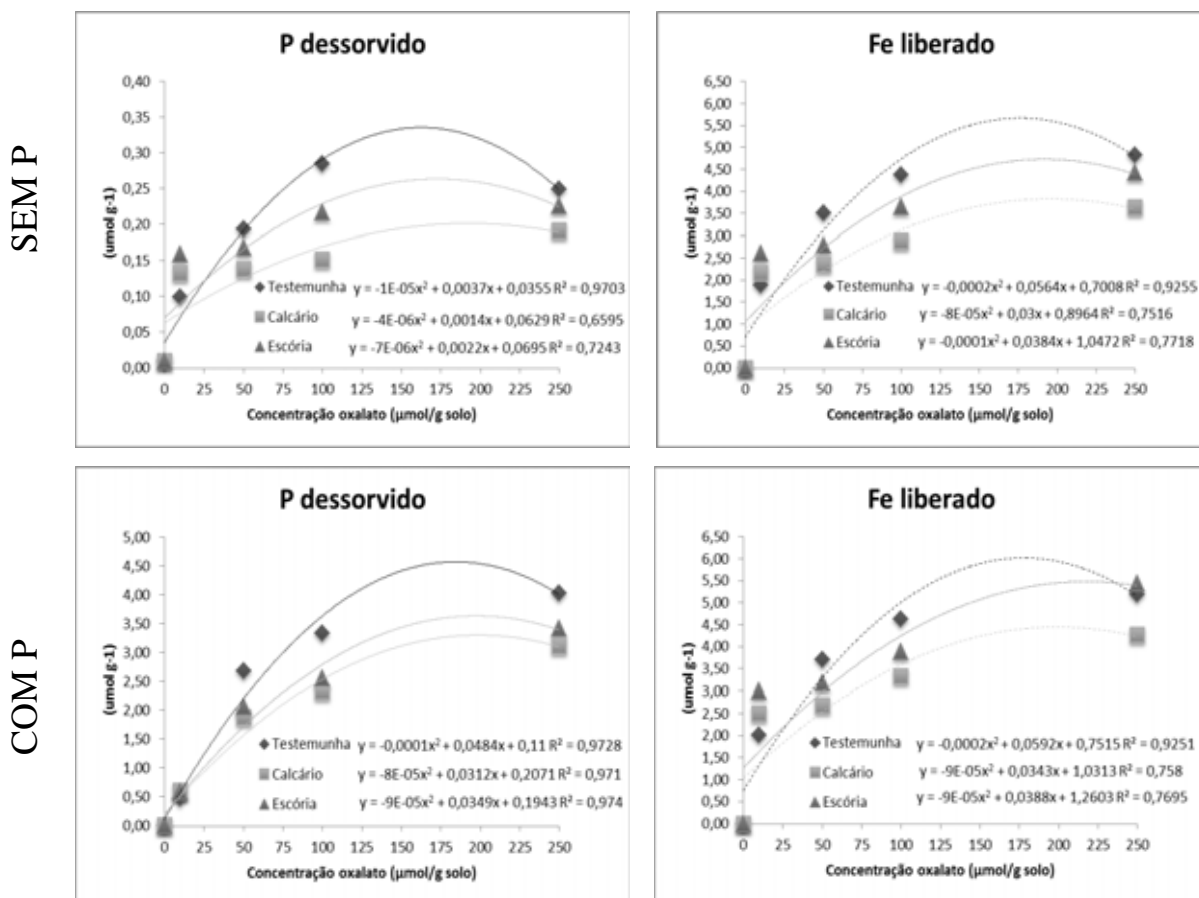 SEM P
P dessorvido
(umol g-1)
0,40
0,35
0,30
0,25
0,20
0,15
0,10
0,05
0,00
0 25 50 75 100 125 150 175 200 225 250
Concentração oxalato (µmol/g solo)
Testemunha y = -1E-05x² + 0,0037x + 0,0355 R² = 0,9703
Calcário y = -4E-06x² + 0,0014x + 0,0629 R² = 0,6595
Escória y = -7E-06x² + 0,0022x + 0,0695 R² = 0,7243
Fe liberado
(umol g-1)
6,50
6,00
5,50
5,00
4,50
4,00
3,50
3,00
2,50
2,00
1,50
1,00
0,50
0,00
0 25 50 75 100 125 150 175 200 225 250
Concentração oxalato (µmol/g solo)
Testemunha y = -0,0002x² + 0,0564x + 0,7008 R² = 0,9255
Calcário y = -8E-05x² + 0,03x + 0,8964 R² = 0,7516
Escória y = -0,0001x² + 0,0384x + 1,0472 R² = 0,7718
COM P
P dessorvido
(umol g-1)
5,00
4,50
4,00
3,50
3,00
2,50
2,00
1,50
1,00
0,50
0,00
0 25 50 75 100 125 150 175 200 225 250
Concentração oxalato (µmol/g solo)
Testemunha y = -0,0001x² + 0,0484x + 0,11 R² = 0,9728
Calcário y = -8E-05x² + 0,0312x + 0,2071 R² = 0,971
Escória y = -9E-05x² + 0,0349x + 0,1943 R² = 0,974
Fe liberado
(umol g-1)
6,50
6,00
5,50
5,00
4,50
4,00
3,50
3,00
2,50
2,00
1,50
1,00
0,50
0,00
0 25 50 75 100 125 150 175 200 225 250
Concentração oxalato (µmol/g solo)
Testemunha y = -0,0002x² + 0,0592x + 0,7515 R² = 0,9251
Calcário y = -9E-05x² + 0,0343x + 1,0313 R² = 0,758
Escória y = -9E-05x² + 0,0388x + 1,2603 R² = 0,7695